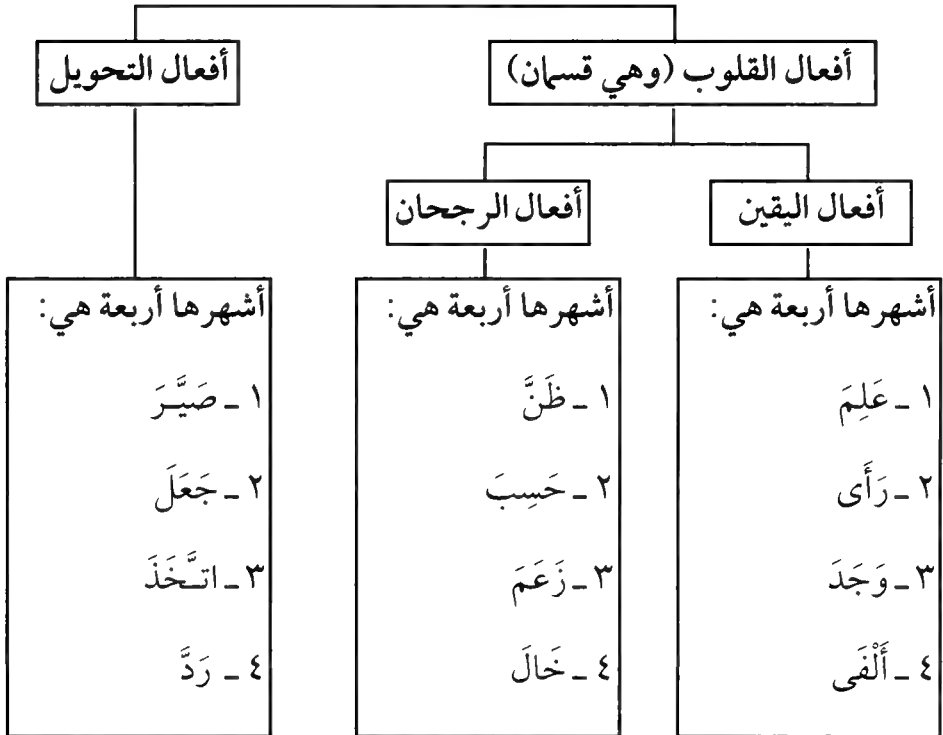 أفعال القلوب (وهي قسمان)
أفعال التحويل
أفعال اليقين
أفعال الرجحان
أشهرها أربعة هي:
١ ـ عَلِمَ
٢ ـ رَأَى
٣ ـ وَجَدَ
٤ ـ أَلْفَى
أشهرها أربعة هي:
١ ـ ظَنَّ
٢ ـ حَسِبَ
٣ ـ زَعَمَ
٤ ـ خَالَ
أشهرها أربعة هي:
١ ـ صَيَّرَ
٢ ـ جَعَلَ
٣ ـ اتَّخَذَ
٤ ـ رَدَّ